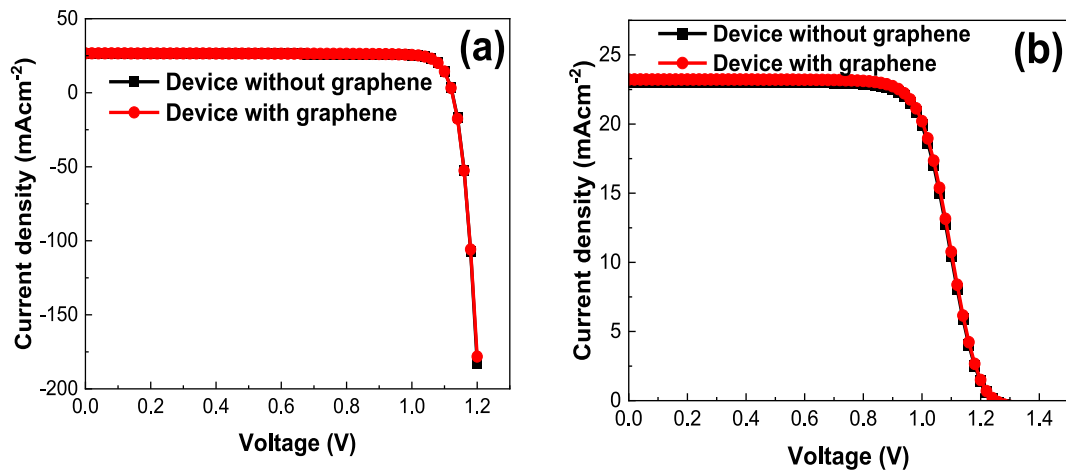 50
0
-50
-100
-150
-200
Current density (mAcm⁻²)
0.0 0.2 0.4 0.6 0.8 1.0 1.2
Voltage (V)
(a)
Device without graphene
Device with graphene
25
20
15
10
5
0
Current density (mAcm⁻²)
0.0 0.2 0.4 0.6 0.8 1.0 1.2 1.4
Voltage (V)
Device without graphene
Device with graphene
(b)